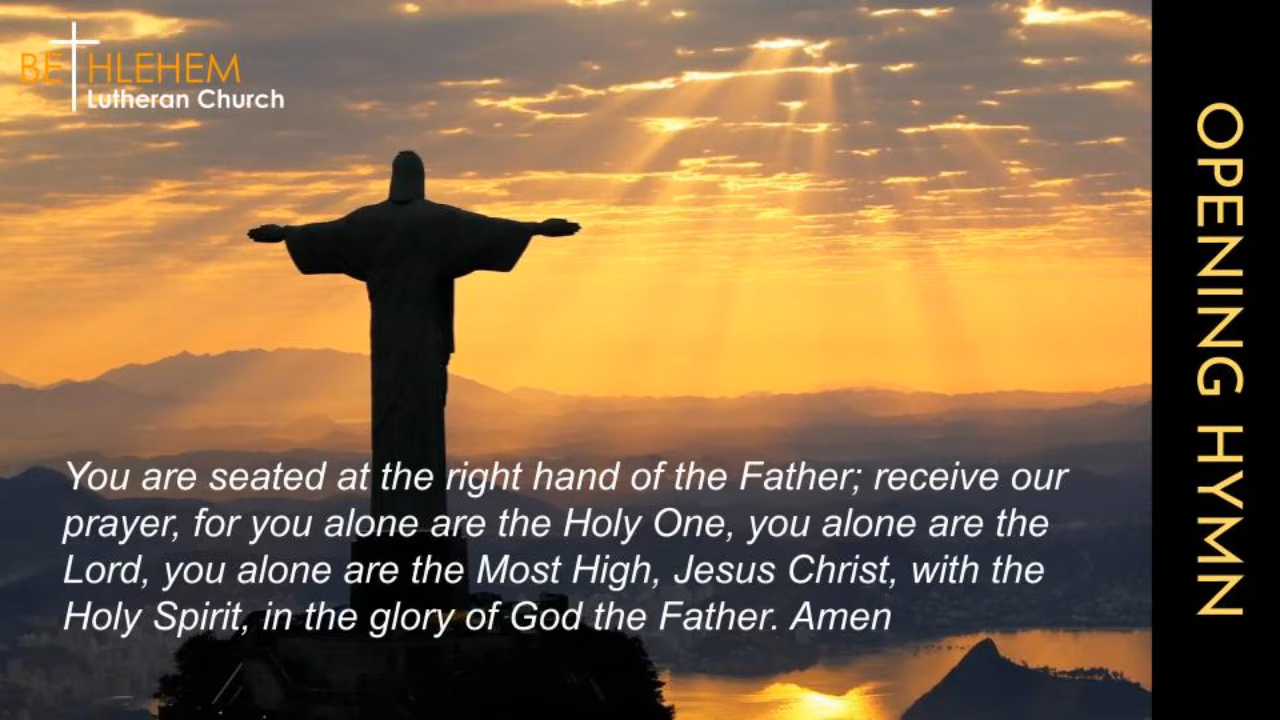 BETHLEHEM
Lutheran Church
OPENING HYMN
You are seated at the right hand of the Father; receive our
prayer, for you alone are the Holy One, you alone are the
Lord, you alone are the Most High, Jesus Christ, with the
Holy Spirit, in the glory of God the Father. Amen